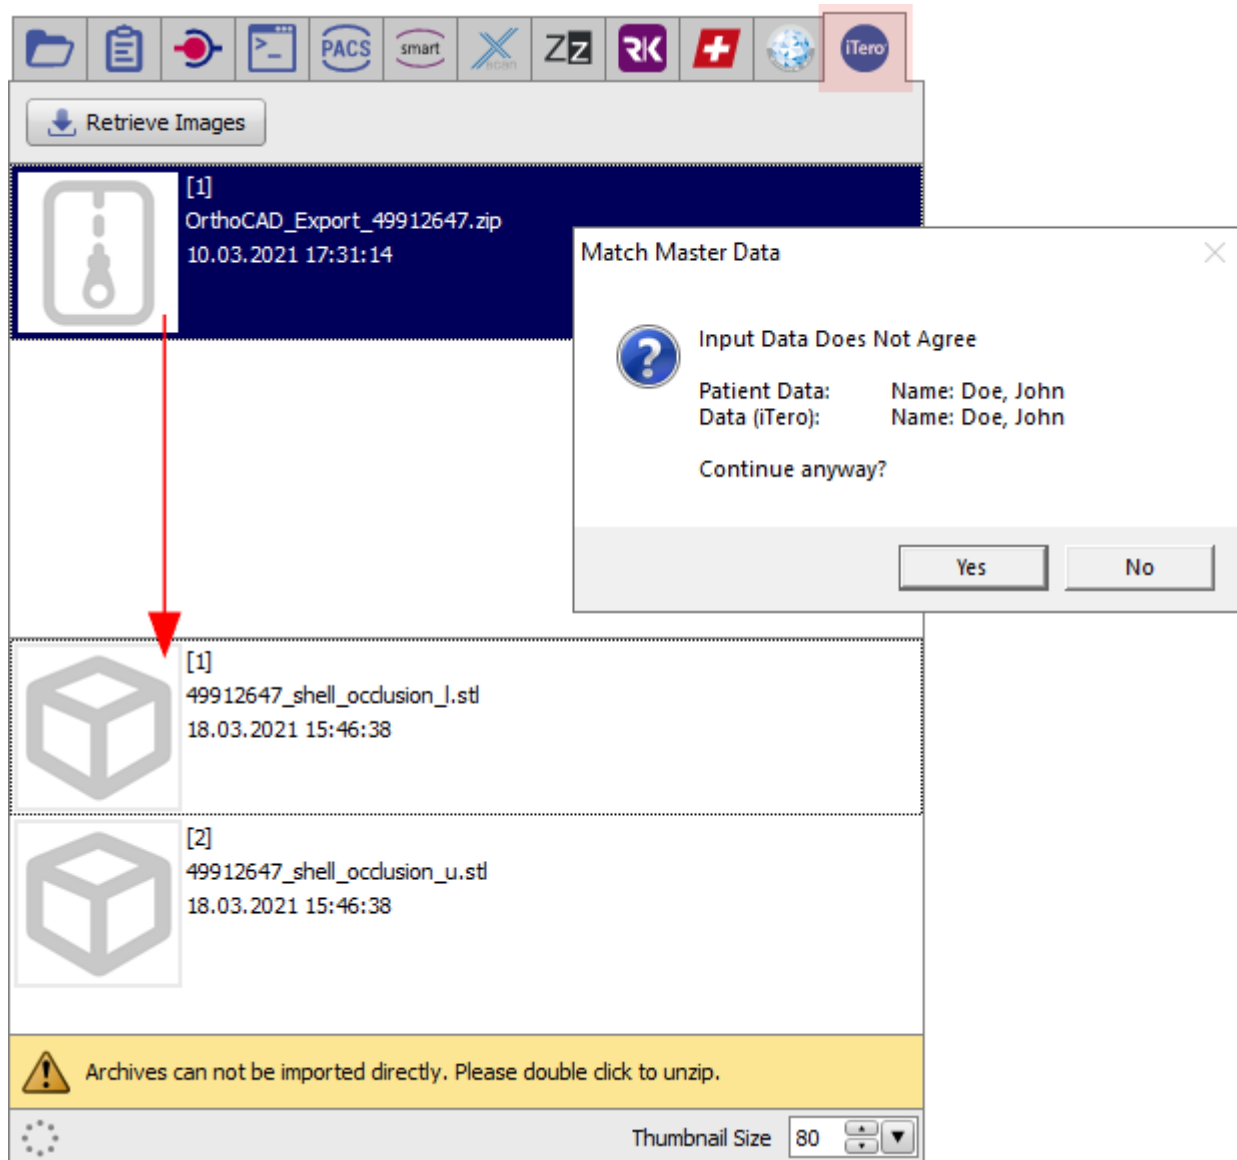 PACS
smart
scan
ZZ
RK
iTero
Retrieve Images
[1]
OrthoCAD_Export_49912647.zip
10.03.2021 17:31:14
Match Master Data
Input Data Does Not Agree
Patient Data: Name: Doe, John
Data (iTero): Name: Doe, John
Continue anyway?
Yes No
[1]
49912647_shell_occlusion_l.stl
18.03.2021 15:46:38
[2]
49912647_shell_occlusion_u.stl
18.03.2021 15:46:38
Archives can not be imported directly. Please double click to unzip.
Thumbnail Size 80